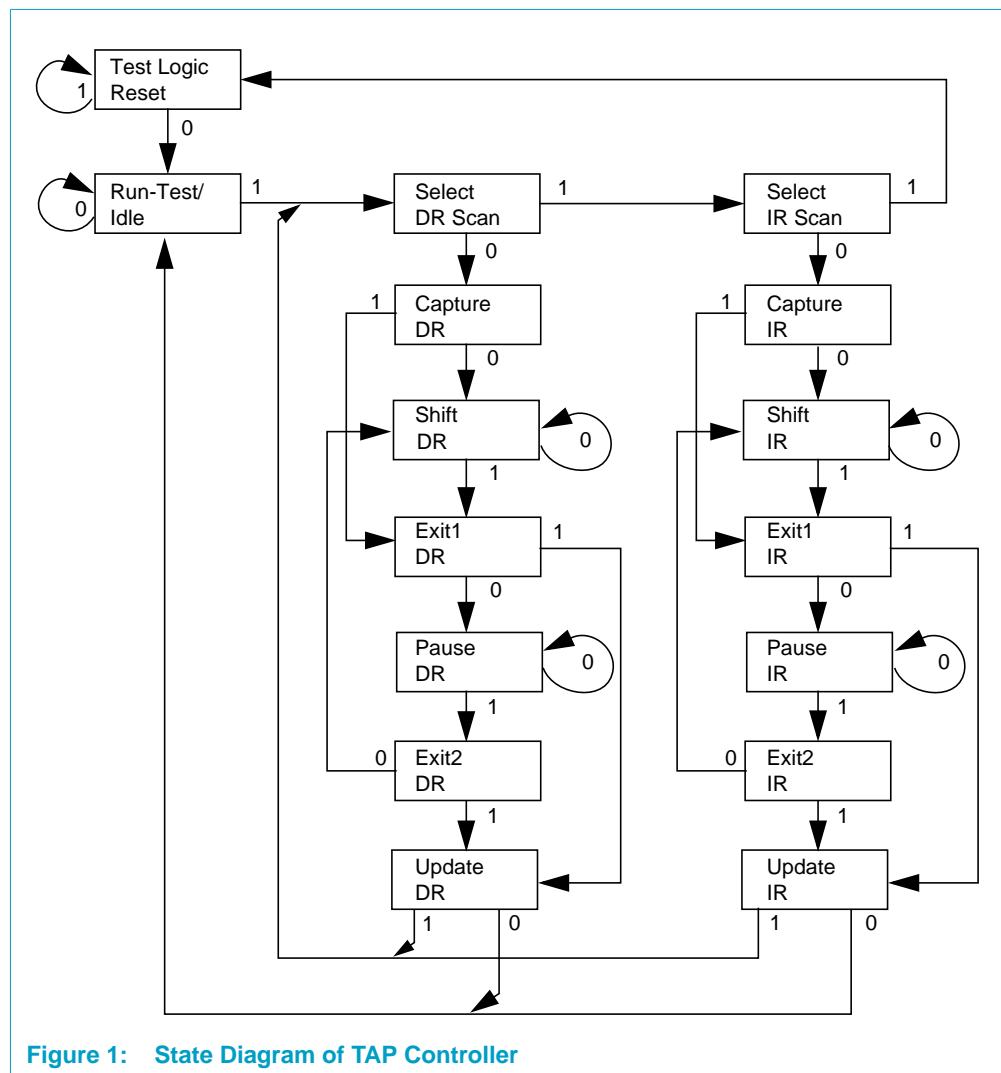 Test Logic
Reset
1
0
Run-Test/
Idle
0
1
Select
DR Scan
1
Select
IR Scan
1
0
0
1
Capture
DR
1
Capture
IR
0
0
Shift
DR
0
Shift
IR
0
1
1
Exit1
DR
1
Exit1
IR
1
0
0
Pause
DR
0
Pause
IR
0
1
1
0
Exit2
DR
0
Exit2
IR
1
1
Update
DR
Update
IR
1
0
1
0
Figure 1: State Diagram of TAP Controller